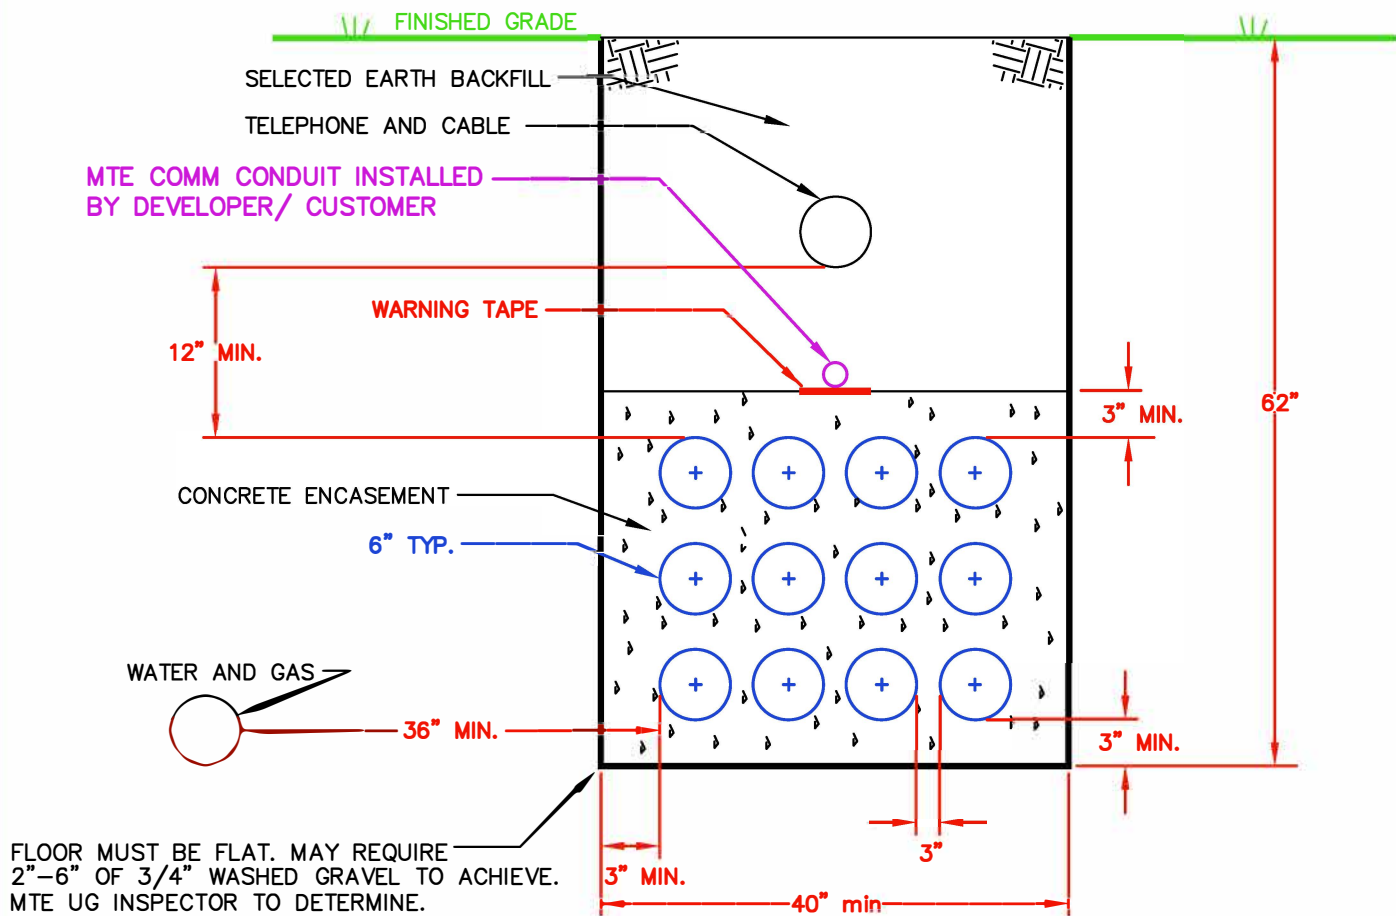 FINISHED GRADE
SELECTED EARTH BACKFILL
TELEPHONE AND CABLE
MTE COMM CONDUIT INSTALLED
BY DEVELOPER/ CUSTOMER
WARNING TAPE
12" MIN.
3" MIN.
62"
CONCRETE ENCASEMENT
6" TYP.
WATER AND GAS
36" MIN.
3" MIN.
FLOOR MUST BE FLAT. MAY REQUIRE
2"-6" OF 3/4" WASHED GRAVEL TO ACHIEVE.
MTE UG INSPECTOR TO DETERMINE.
3" MIN.
3"
40" min